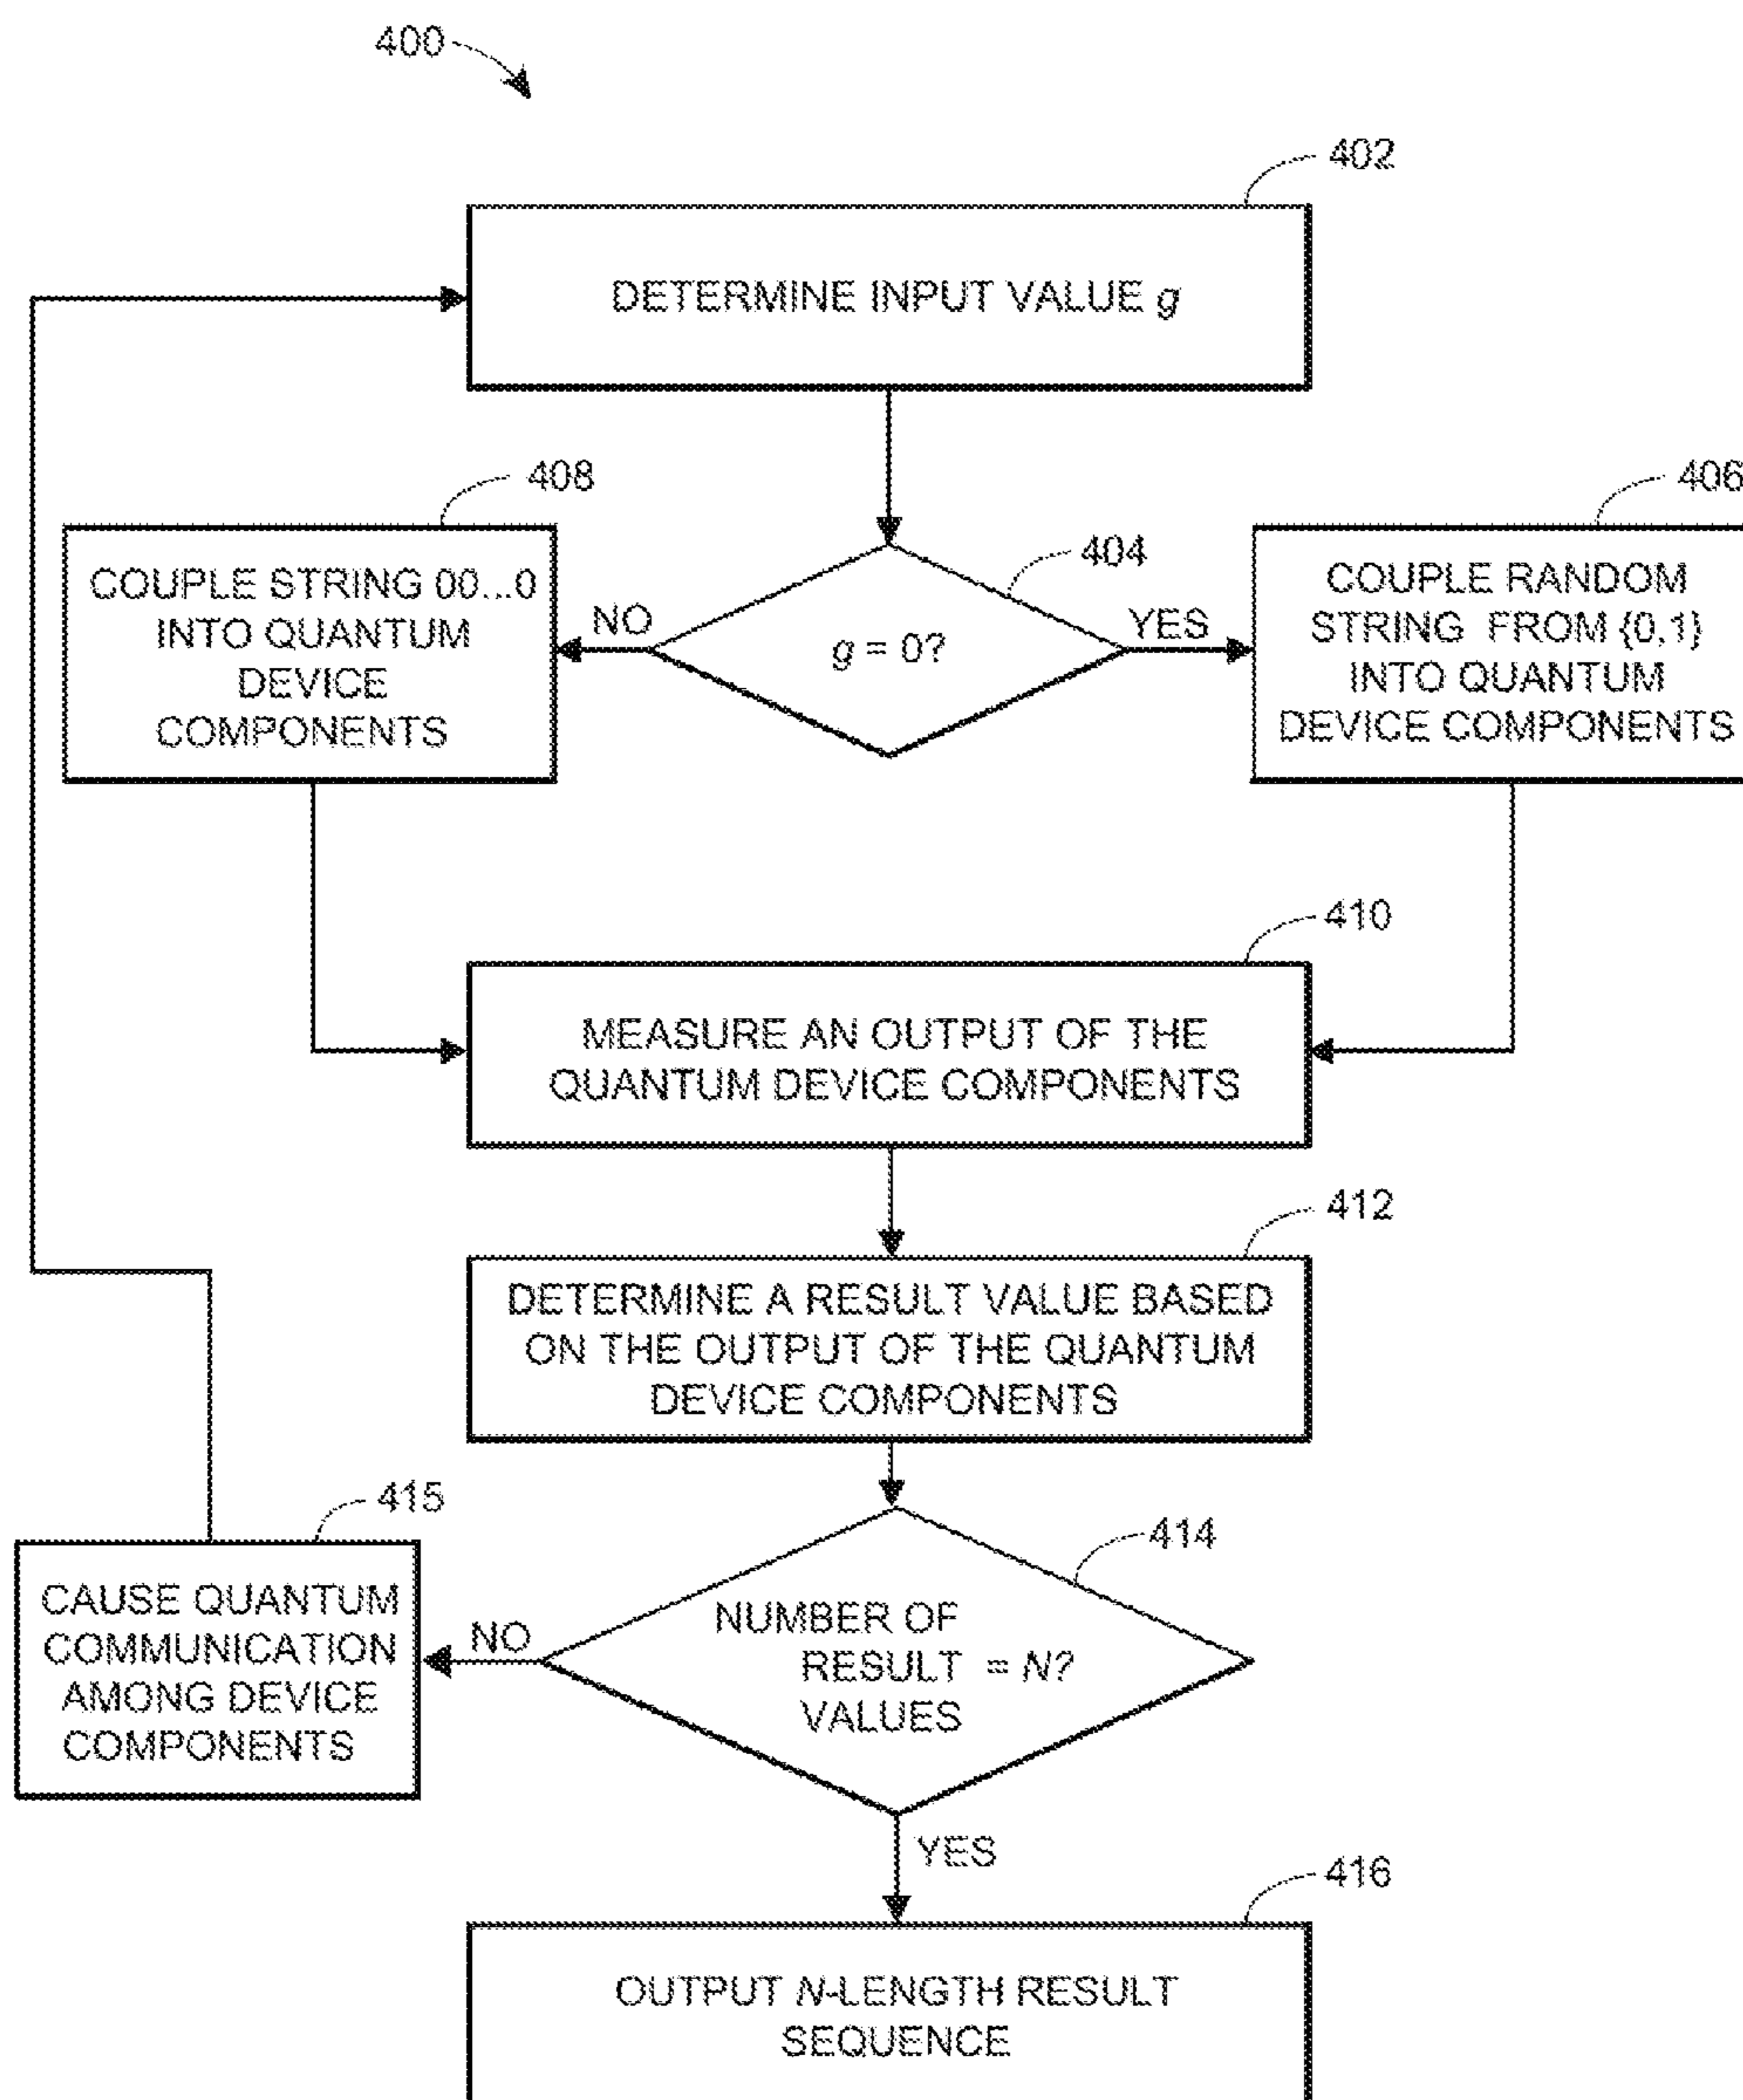 400
402
DETERMINE INPUT VALUE g
408
406
COUPLE STRING 00...0
INTO QUANTUM
DEVICE
COMPONENTS
NO
404
g = 0?
YES
COUPLE RANDOM
STRING FROM {0,1}
INTO QUANTUM
DEVICE COMPONENTS
410
MEASURE AN OUTPUT OF THE
QUANTUM DEVICE COMPONENTS
412
DETERMINE A RESULT VALUE BASED
ON THE OUTPUT OF THE QUANTUM
DEVICE COMPONENTS
415
414
CAUSE QUANTUM
COMMUNICATION
AMONG DEVICE
COMPONENTS
NO
NUMBER OF
RESULT = N?
VALUES
YES
416
OUTPUT N-LENGTH RESULT
SEQUENCE